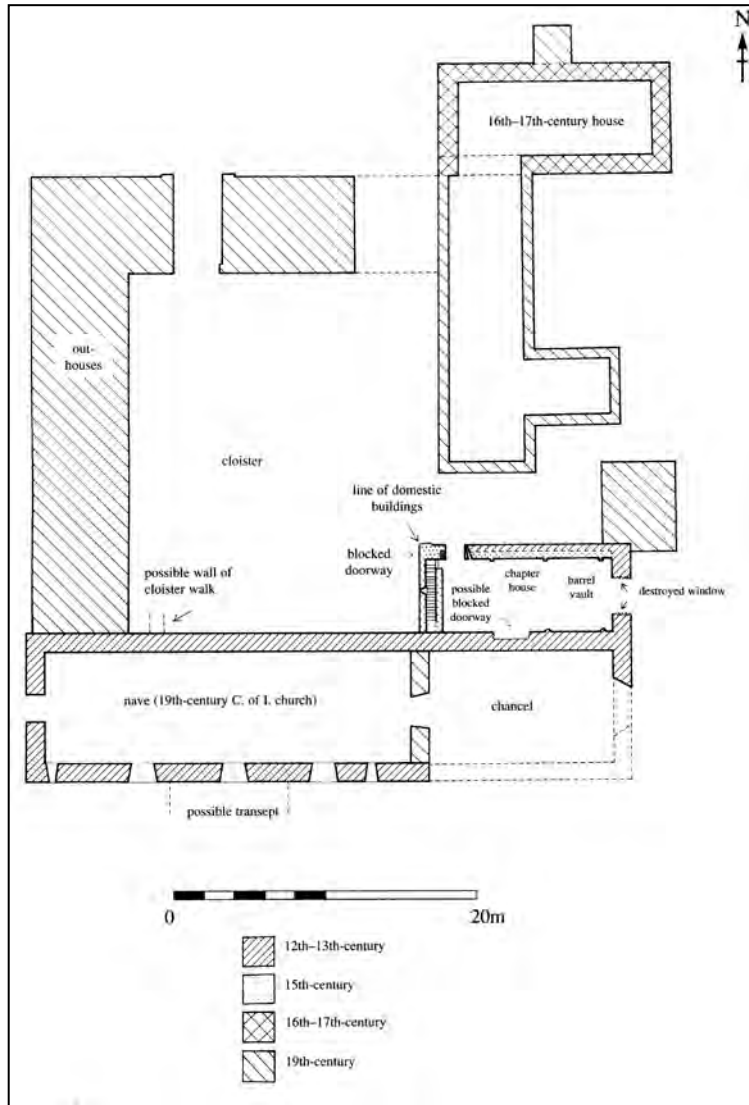 N
16th–17th-century house
out-
houses
cloister
line of domestic
buildings
blocked
doorway
possible wall of
cloister walk
possible
blocked
doorway
chapter
house
barrel
vault
destroyed window
nave (19th-century C. of I. church)
chancel
possible transept
0
20m
12th–13th-century
15th-century
16th–17th-century
19th-century